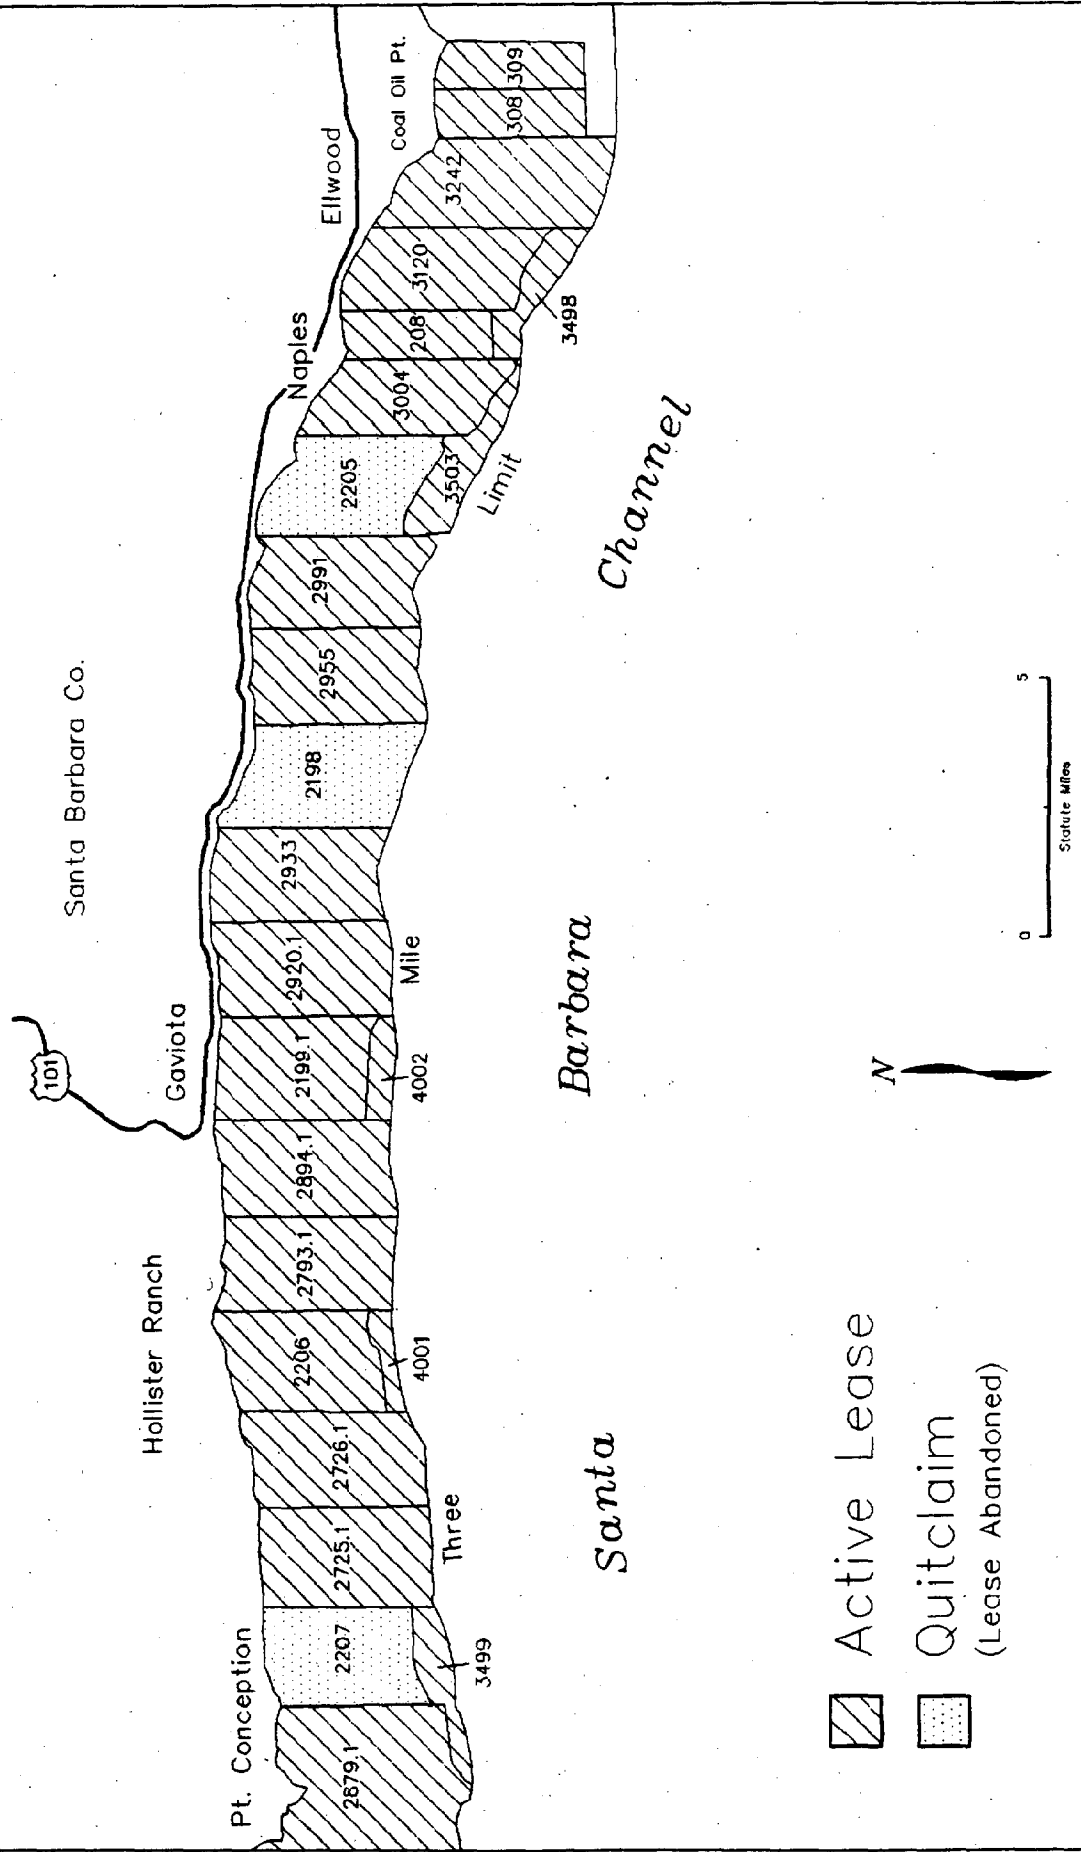 Santa Barbara Co.
101
Pt. Conception
Hollister Ranch
Gaviota
Naples
Ellwood
Coal Oil Pt.
2879.1
2207
2725.1
2726.1
2206
2793.1
2894.1
2199.1
2920.1
2933
2198
2955
2991
2205
3503
3004
208
3120
3242
308
309
3499
4001
4002
3498
Three Mile Limit
Santa Barbara Channel
Active Lease
Quitclaim
(Lease Abandoned)
N
0 5
Statute Miles